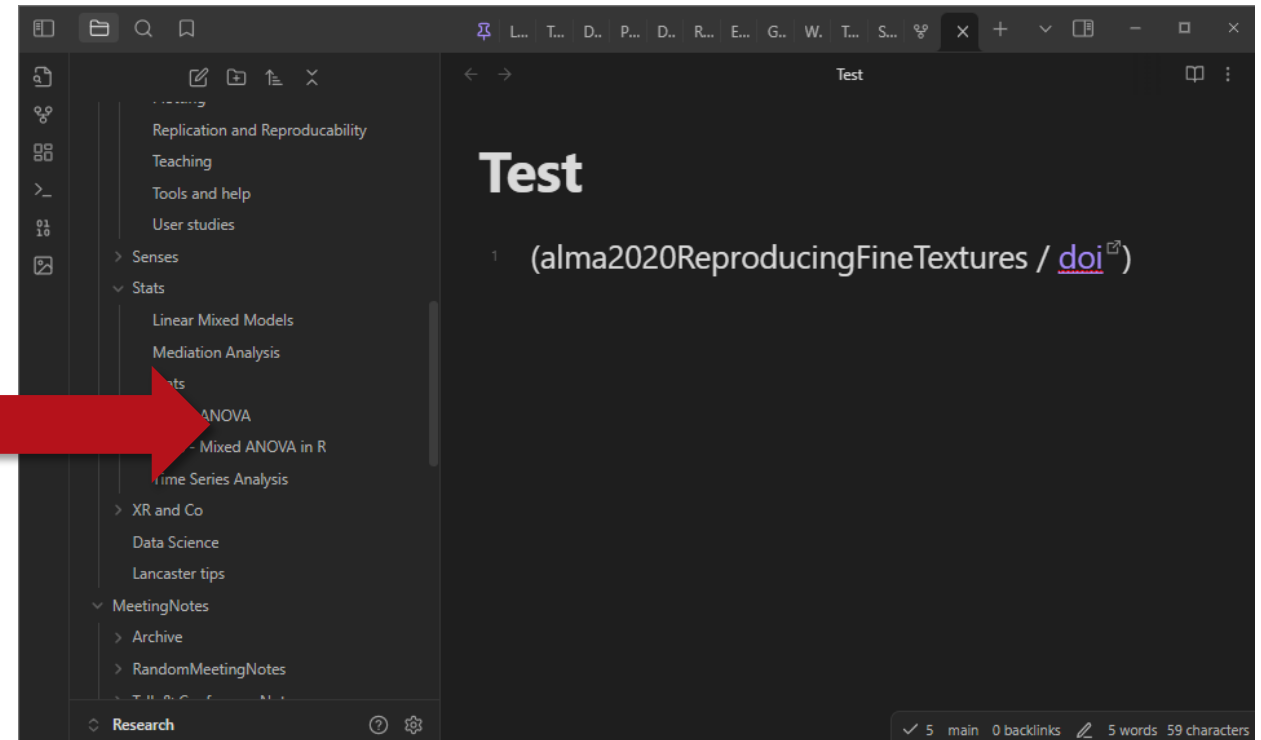 L... T... D.. P... D.. R... E... G.. W. T... S...
Test
Replication and Reproducability
Teaching
Tools and help
User studies
Senses
Stats
Linear Mixed Models
Mediation Analysis
ANOVA
- Mixed ANOVA in R
Time Series Analysis
XR and Co
Data Science
Lancaster tips
MeetingNotes
Archive
RandomMeetingNotes
Research
Test
1 (alma2020ReproducingFineTextures / doi)
5 main 0 backlinks 5 words 59 characters